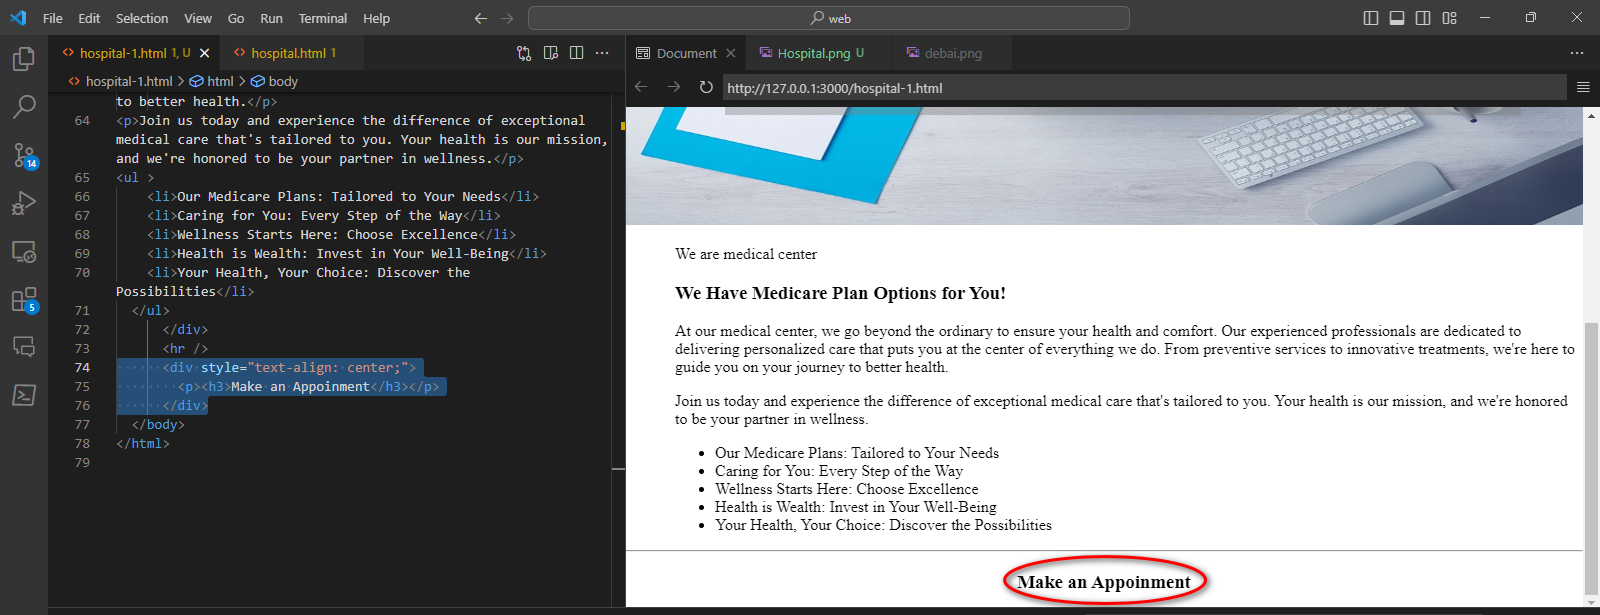 File Edit Selection View Go Run Terminal Help
web
hospital-1.html 1, U
hospital.html 1
hospital-1.html > html > body
to better health.</p>
64 <p>Join us today and experience the difference of exceptional
medical care that's tailored to you. Your health is our mission,
and we're honored to be your partner in wellness.</p>
65 <ul >
66 <li>Our Medicare Plans: Tailored to Your Needs</li>
67 <li>Caring for You: Every Step of the Way</li>
68 <li>Wellness Starts Here: Choose Excellence</li>
69 <li>Health is Wealth: Invest in Your Well-Being</li>
70 <li>Your Health, Your Choice: Discover the
Possibilities</li>
71 </ul>
72 </div>
73 <hr />
74 <div style="text-align: center;">
75 <p><h3>Make an Appoinment</h3></p>
76 </div>
77 </body>
78 </html>
79
14
5
Document
Hospital.png U
debai.png
http://127.0.0.1:3000/hospital-1.html
We are medical center
We Have Medicare Plan Options for You!
At our medical center, we go beyond the ordinary to ensure your health and comfort. Our experienced professionals are dedicated to
delivering personalized care that puts you at the center of everything we do. From preventive services to innovative treatments, we're here to
guide you on your journey to better health.
Join us today and experience the difference of exceptional medical care that's tailored to you. Your health is our mission, and we're honored
to be your partner in wellness.
• Our Medicare Plans: Tailored to Your Needs
• Caring for You: Every Step of the Way
• Wellness Starts Here: Choose Excellence
• Health is Wealth: Invest in Your Well-Being
• Your Health, Your Choice: Discover the Possibilities
Make an Appoinment